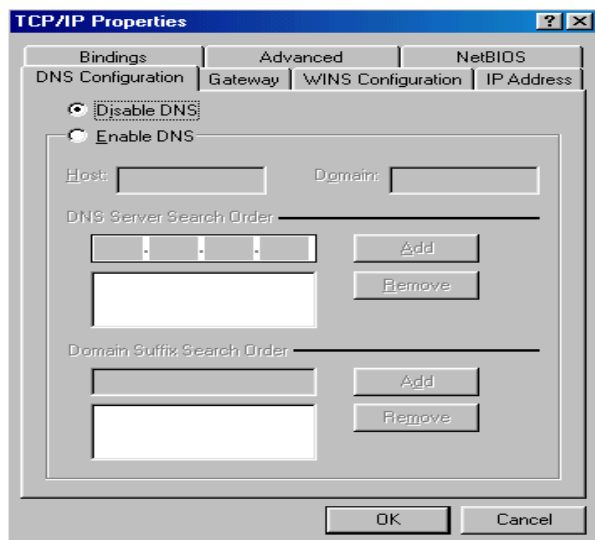 TCP/IP Properties
Bindings Advanced NetBIOS
DNS Configuration Gateway WINS Configuration IP Address
Disable DNS
Enable DNS
Host: Domain:
DNS Server Search Order
. . . Add
Remove
Domain Suffix Search Order
Add
Remove
OK Cancel